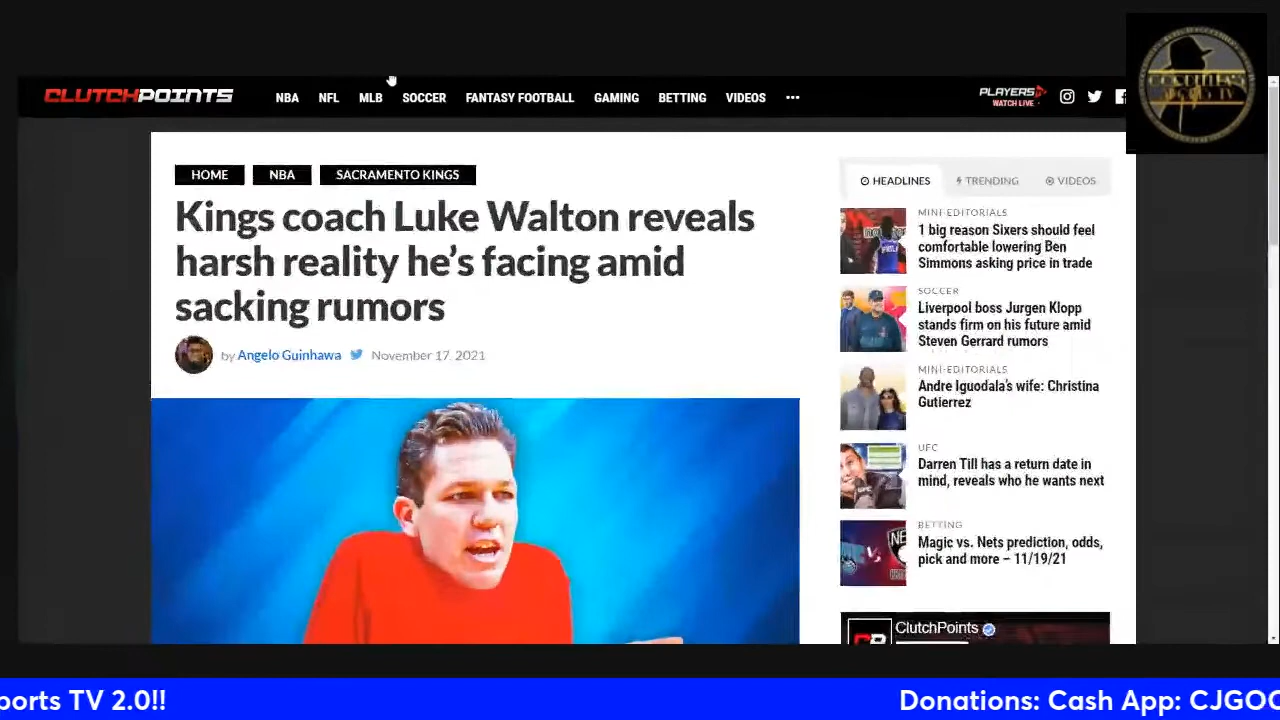 CLUTCHPOINTS
NBA
NFL
MLB
SOCCER
FANTASY FOOTBALL
GAMING
BETTING
VIDEOS
PLAYERS
WATCH LIVE
HOME
NBA
SACRAMENTO KINGS
Kings coach Luke Walton reveals
harsh reality he's facing amid
sacking rumors
by Angelo Guinhawa November 17, 2021
HEADLINES
TRENDING
VIDEOS
MINI-EDITORIALS
1 big reason Sixers should feel
comfortable lowering Ben
Simmons asking price in trade
SOCCER
Liverpool boss Jurgen Klopp
stands firm on his future amid
Steven Gerrard rumors
MINI-EDITORIALS
Andre Iguodala's wife: Christina
Gutierrez
UFC
Darren Till has a return date in
mind, reveals who he wants next
BETTING
Magic vs. Nets prediction, odds,
pick and more – 11/19/21
ClutchPoints
ports TV 2.0!!
Donations: Cash App: CJGOO